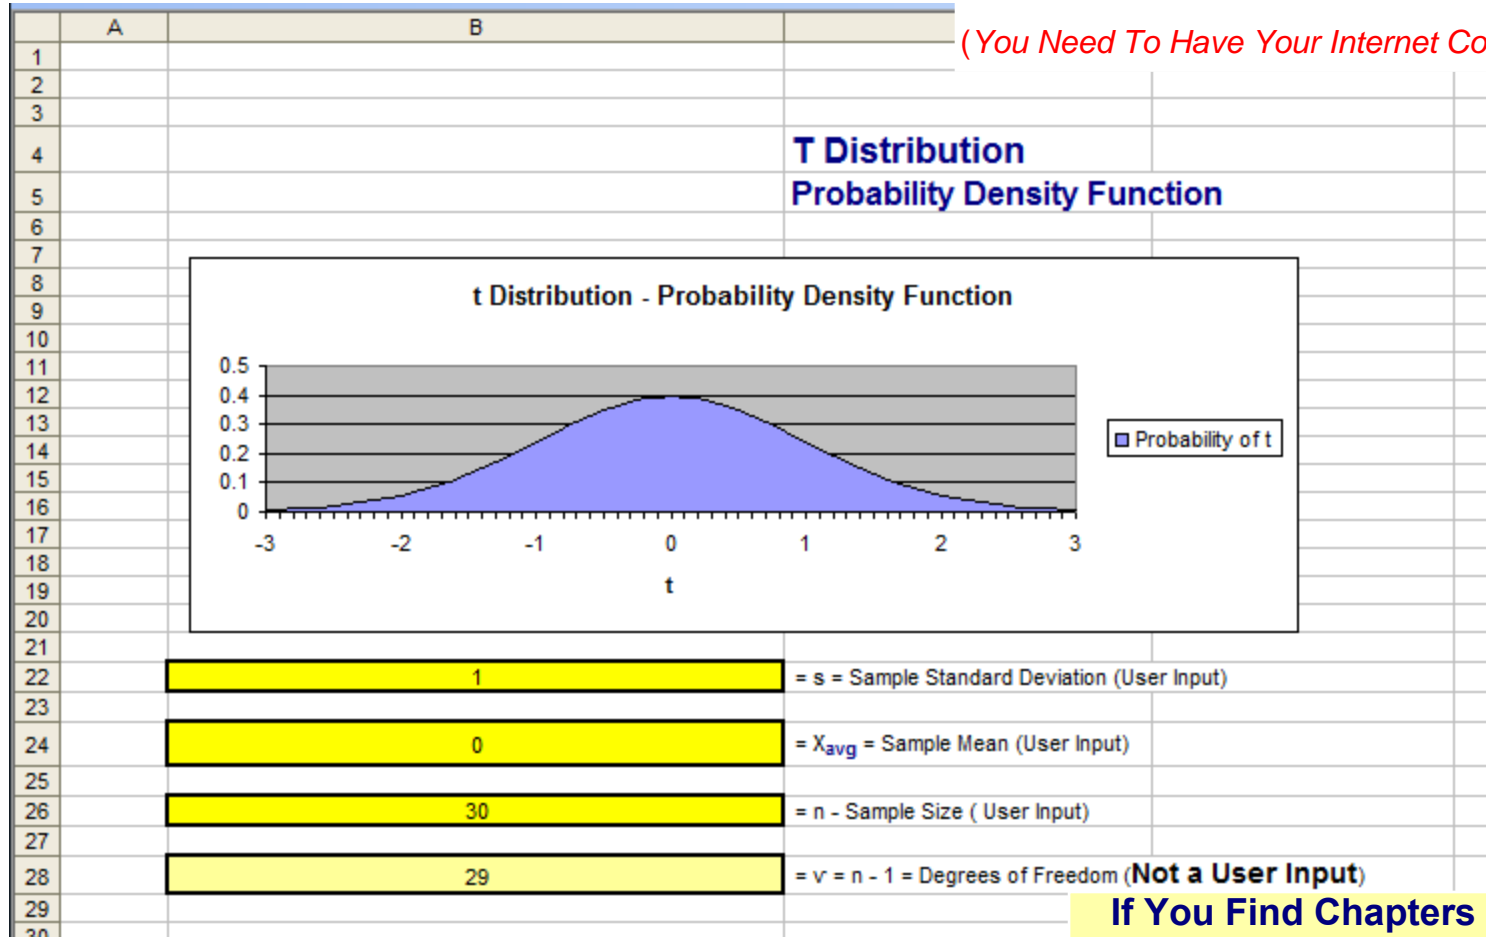 A B
(You Need To Have Your Internet Co
1
2
3
4 T Distribution
5 Probability Density Function
6
7
8
t Distribution - Probability Density Function
9
10
11 0.5
12 0.4
13 0.3
14 0.2 Probability of t
15 0.1
16 0
17 -3 -2 -1 0 1 2 3
18
19 t
20
21
22 1 = s = Sample Standard Deviation (User Input)
23
24 0 = Xavg = Sample Mean (User Input)
25
26 30 = n - Sample Size ( User Input)
27
28 29 = v = n - 1 = Degrees of Freedom (Not a User Input)
29 If You Find Chapters
30